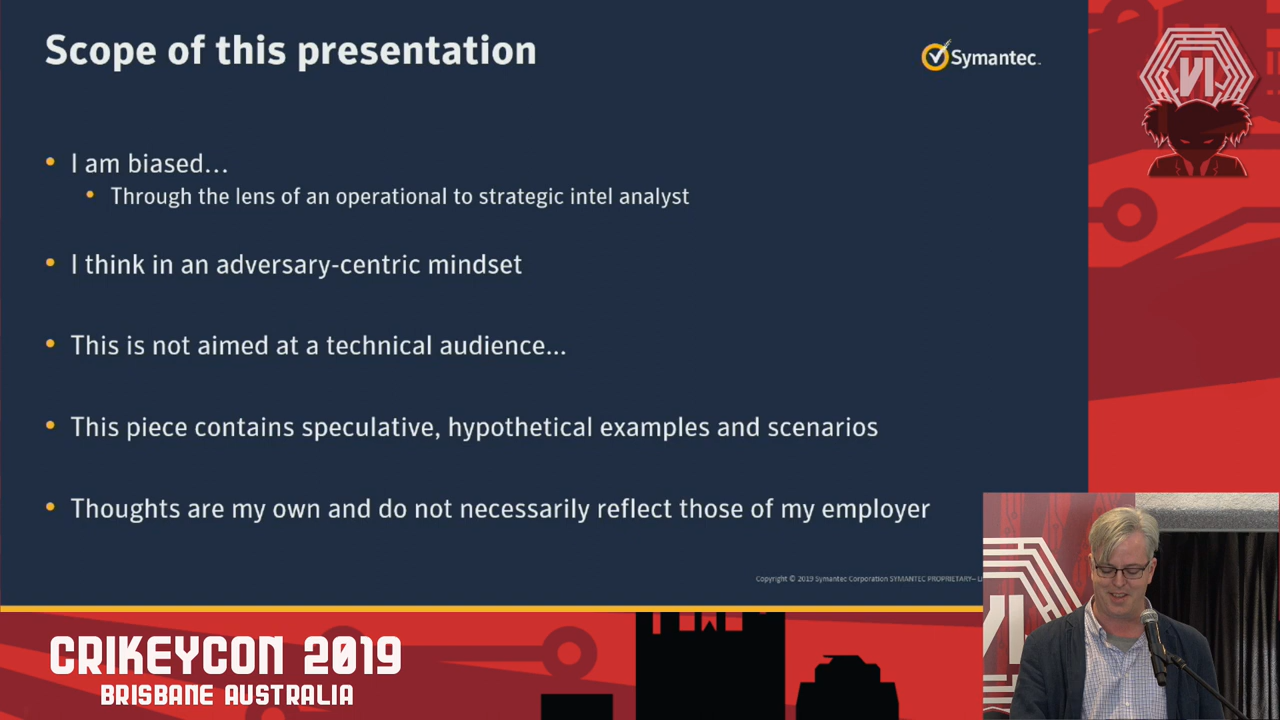 Scope of this presentation
Symantec.
VI
• I am biased...
• Through the lens of an operational to strategic intel analyst
• I think in an adversary-centric mindset
• This is not aimed at a technical audience...
• This piece contains speculative, hypothetical examples and scenarios
• Thoughts are my own and do not necessarily reflect those of my employer
Copyright © 2019 Symantec Corporation SYMANTEC PROPRIETARY–
VI
CRIKEYCON 2019
BRISBANE AUSTRALIA